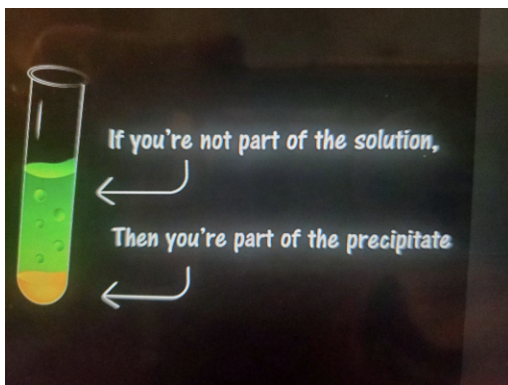 If you're not part of the solution,
Then you're part of the precipitate